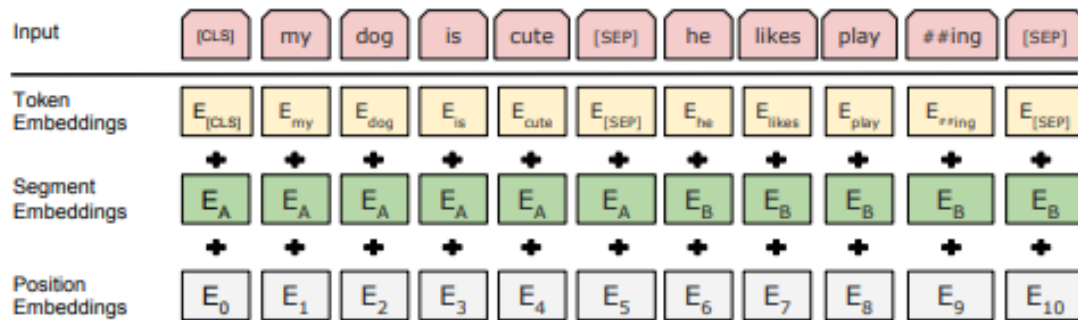 Input [CLS] my dog is cute [SEP] he likes play ##ing [SEP]
Token
Embeddings E[CLS] Emy Edog Eis Ecute E[SEP] Ehe Elikes Eplay E##ing E[SEP]
Segment
Embeddings EA EA EA EA EA EA EB EB EB EB EB
Position
Embeddings E0 E1 E2 E3 E4 E5 E6 E7 E8 E9 E10